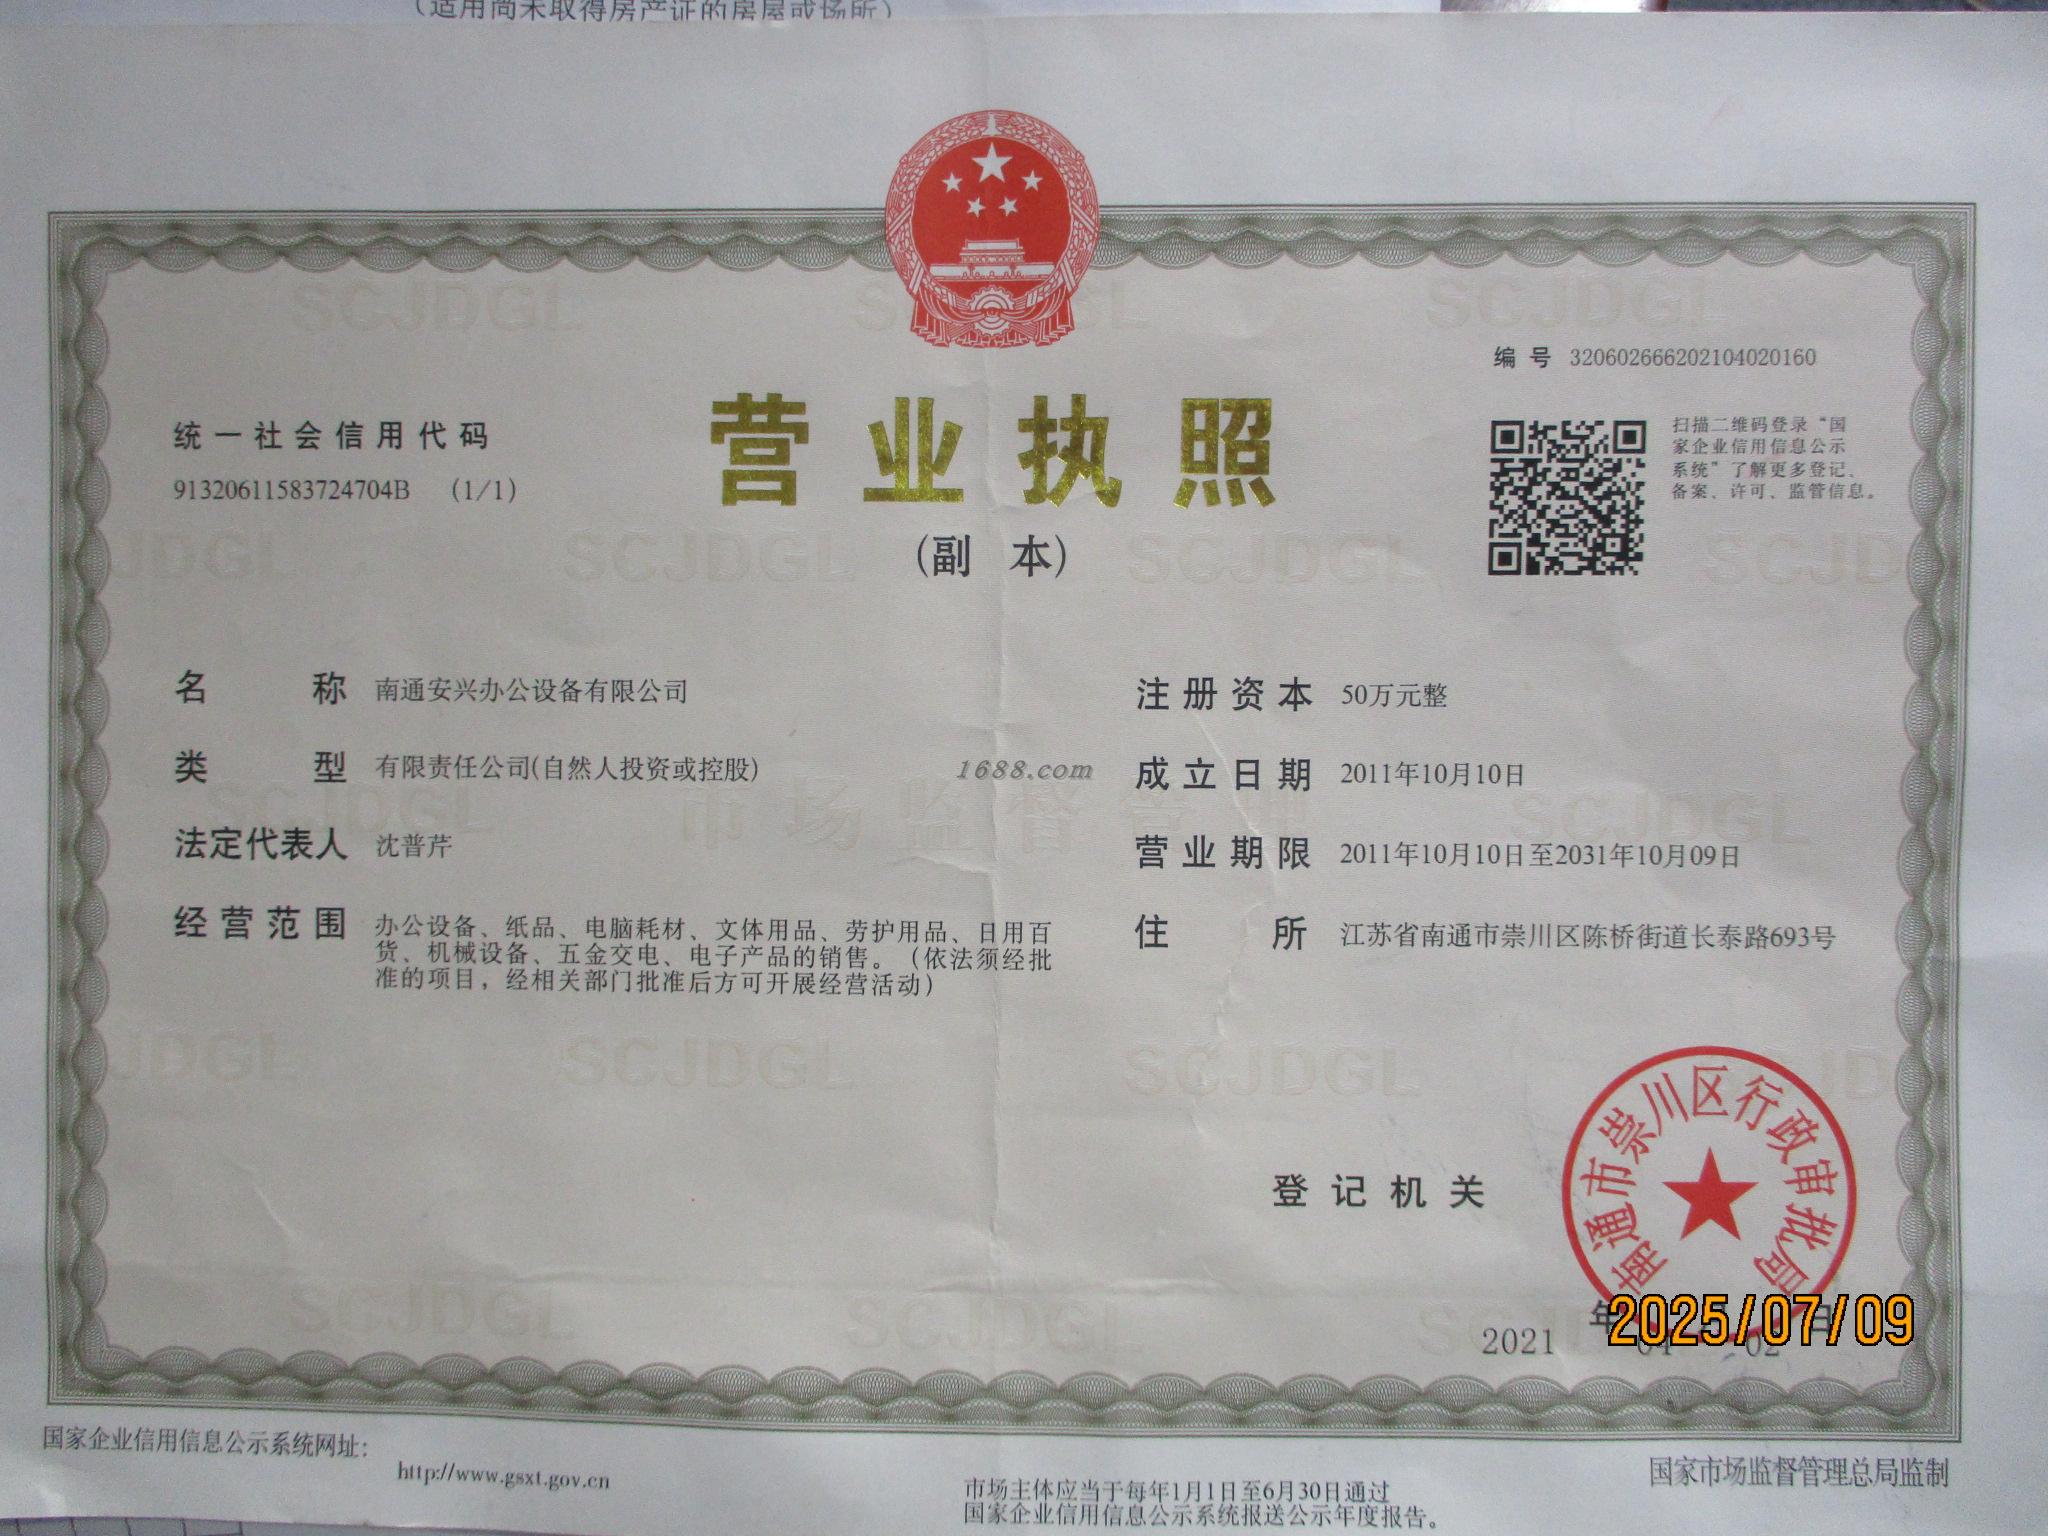 (适用尚未取得房产证的房屋或场所)
编号 320602666202104020160
统一社会信用代码
91320611583724704B (1/1)
营业执照
(副 本)
扫描二维码登录“国
家企业信用信息公示
系统”了解更多登记、
备案、许可、监管信息。
名 称 南通安兴办公设备有限公司
类 型 有限责任公司(自然人投资或控股)
法定代表人 沈普芹
经营范围 办公设备、纸品、电脑耗材、文体用品、劳护用品、日用百
货、机械设备、五金交电、电子产品的销售。(依法须经批
准的项目，经相关部门批准后方可开展经营活动)
1688.com
注册资本 50万元整
成立日期 2011年10月10日
营业期限 2011年10月10日至2031年10月09日
住 所 江苏省南通市崇川区陈桥街道长泰路693号
SCJDGL
市场监督管理
登记机关
南通市崇川区行政审批局
2021 年 04 02 日
2025/07/09
国家企业信用信息公示系统网址：
http://www.gsxt.gov.cn
市场主体应当于每年1月1日至6月30日通过
国家企业信用信息公示系统报送公示年度报告。
国家市场监督管理总局监制